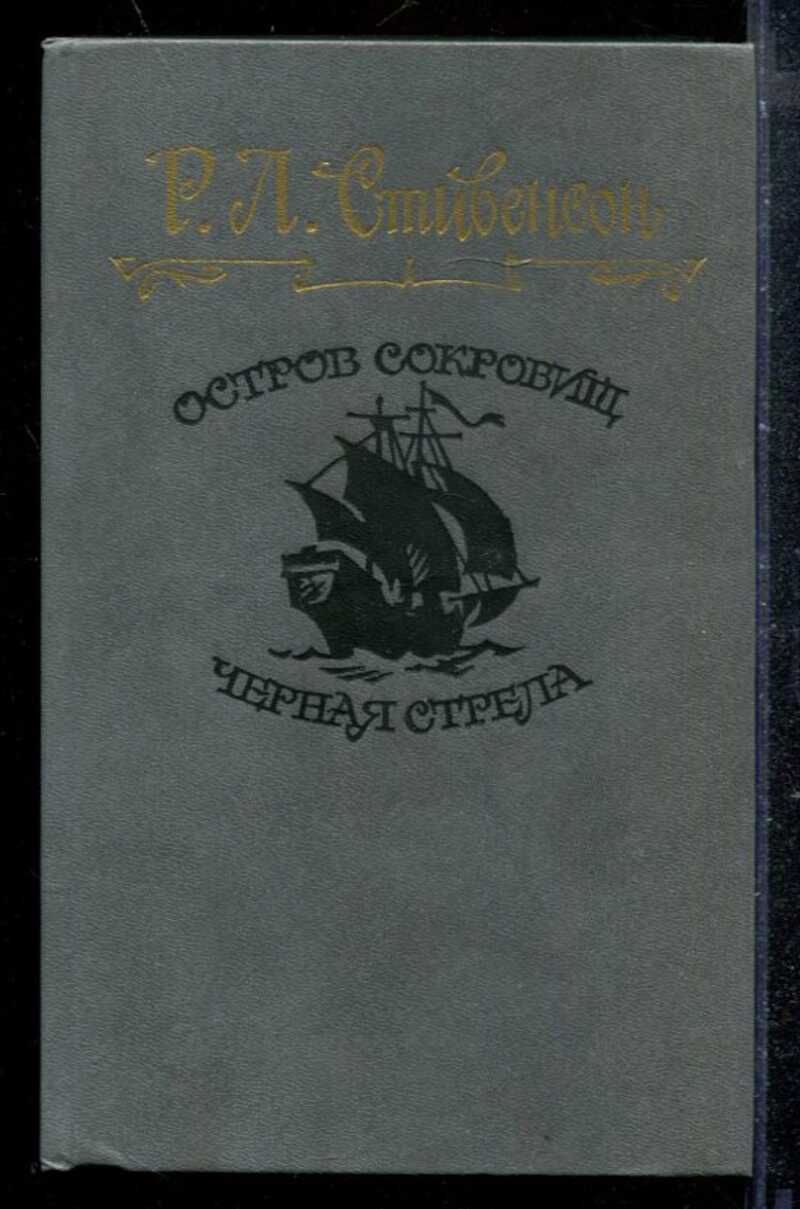 Р. Л. Стивенсон
ОСТРОВ СОКРОВИЩ
ЧЕРНАЯ СТРЕЛА